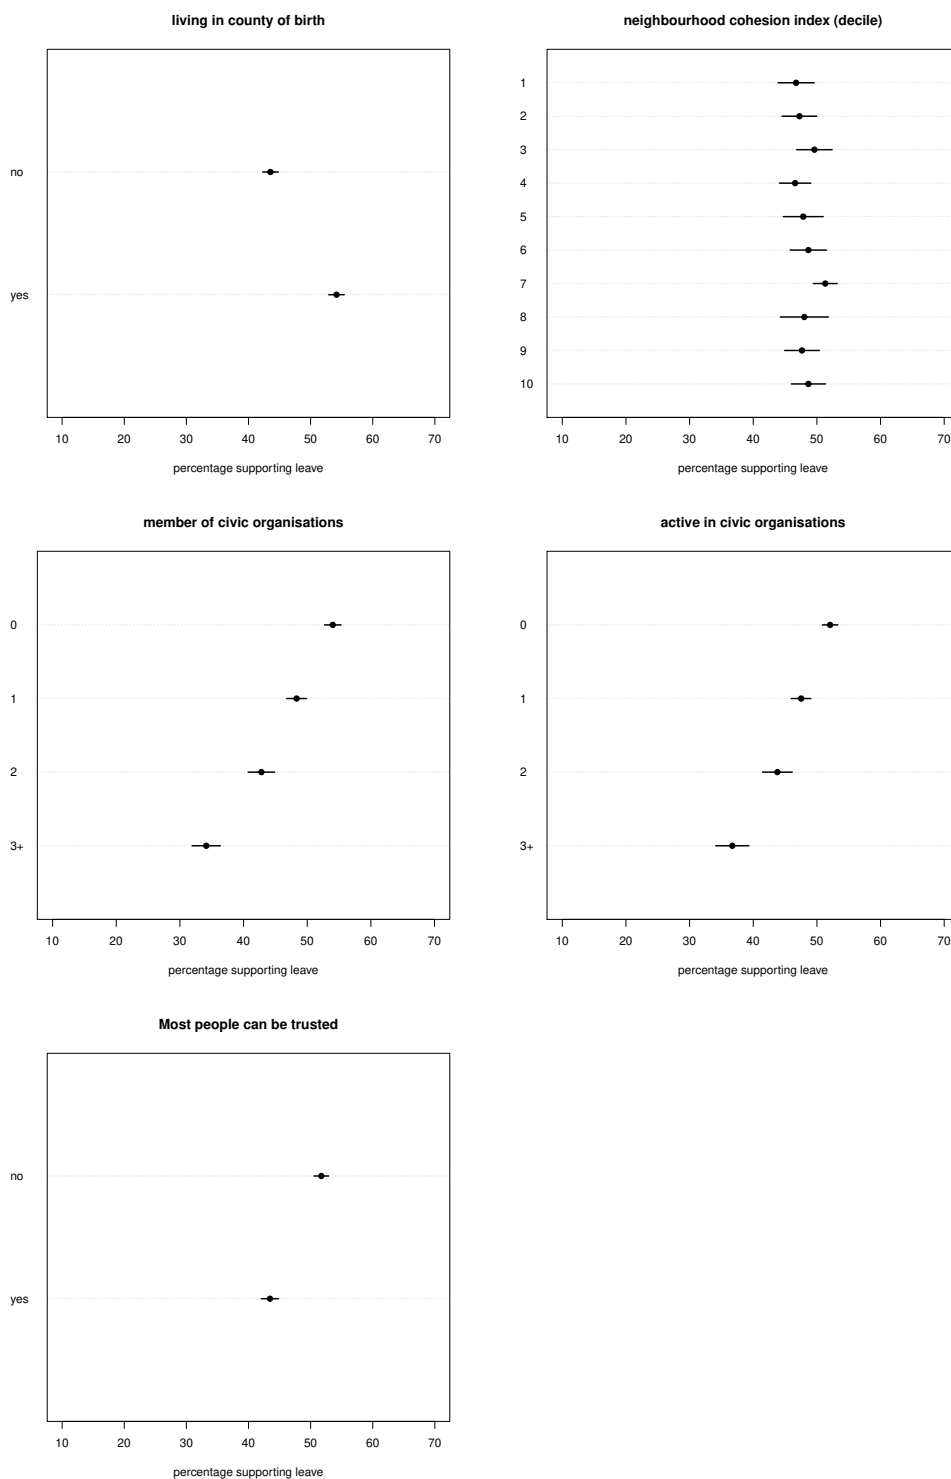 living in county of birth
no
yes
10 20 30 40 50 60 70
percentage supporting leave
neighbourhood cohesion index (decile)
1
2
3
4
5
6
7
8
9
10
10 20 30 40 50 60 70
percentage supporting leave
member of civic organisations
0
1
2
3+
10 20 30 40 50 60 70
percentage supporting leave
active in civic organisations
0
1
2
3+
10 20 30 40 50 60 70
percentage supporting leave
Most people can be trusted
no
yes
10 20 30 40 50 60 70
percentage supporting leave